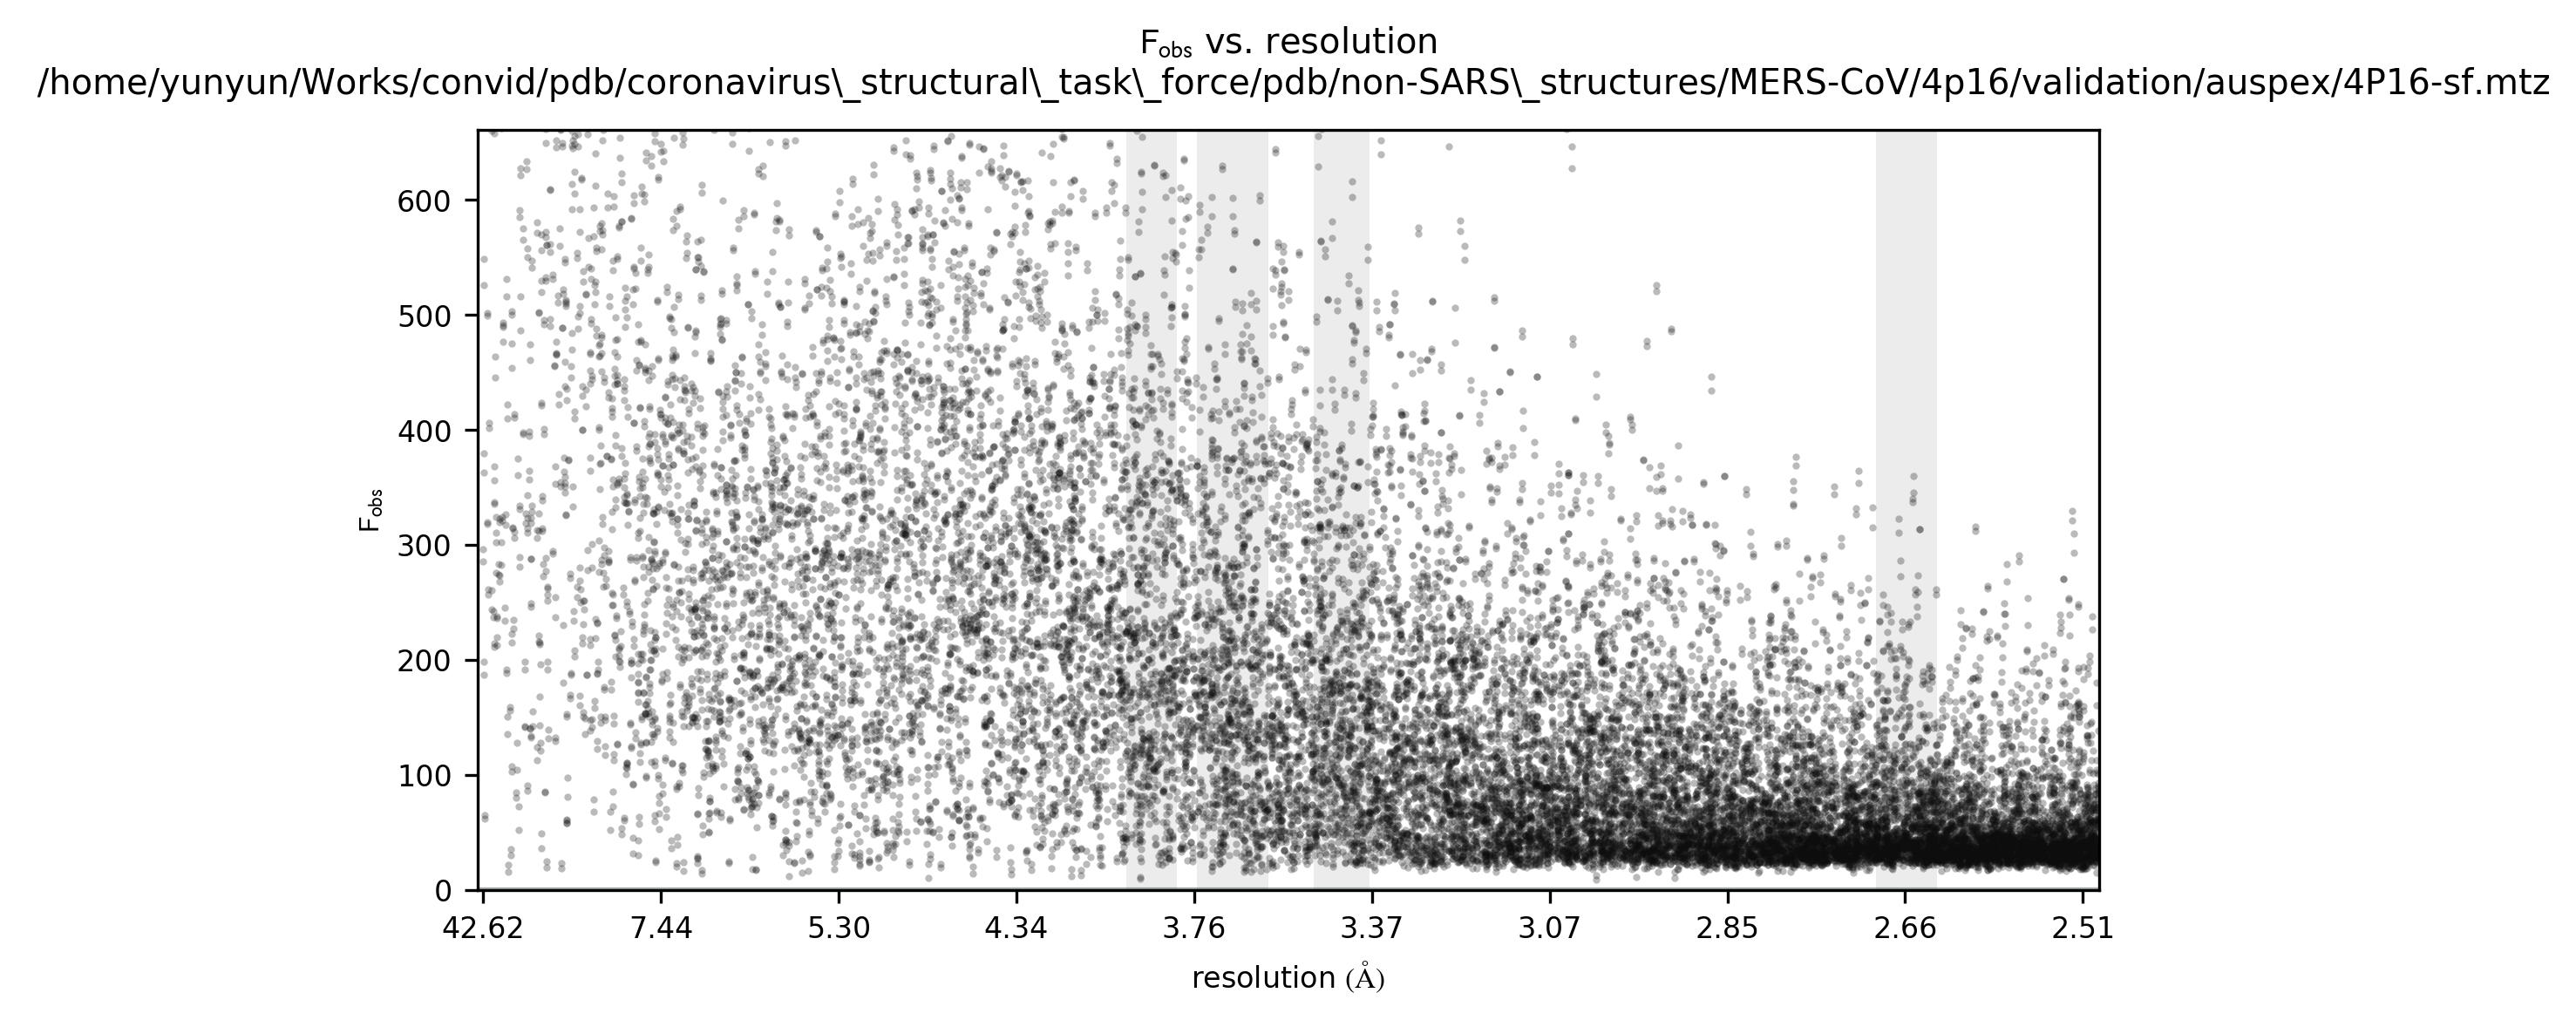 Fobs vs. resolution
/home/yunyun/Works/convid/pdb/coronavirus\_structural\_task\_force/pdb/non-SARS\_structures/MERS-CoV/4p16/validation/auspex/4P16-sf.mtz
600
500
400
300
200
100
0
Fobs
42.62 7.44 5.30 4.34 3.76 3.37 3.07 2.85 2.66 2.51
resolution (Å)